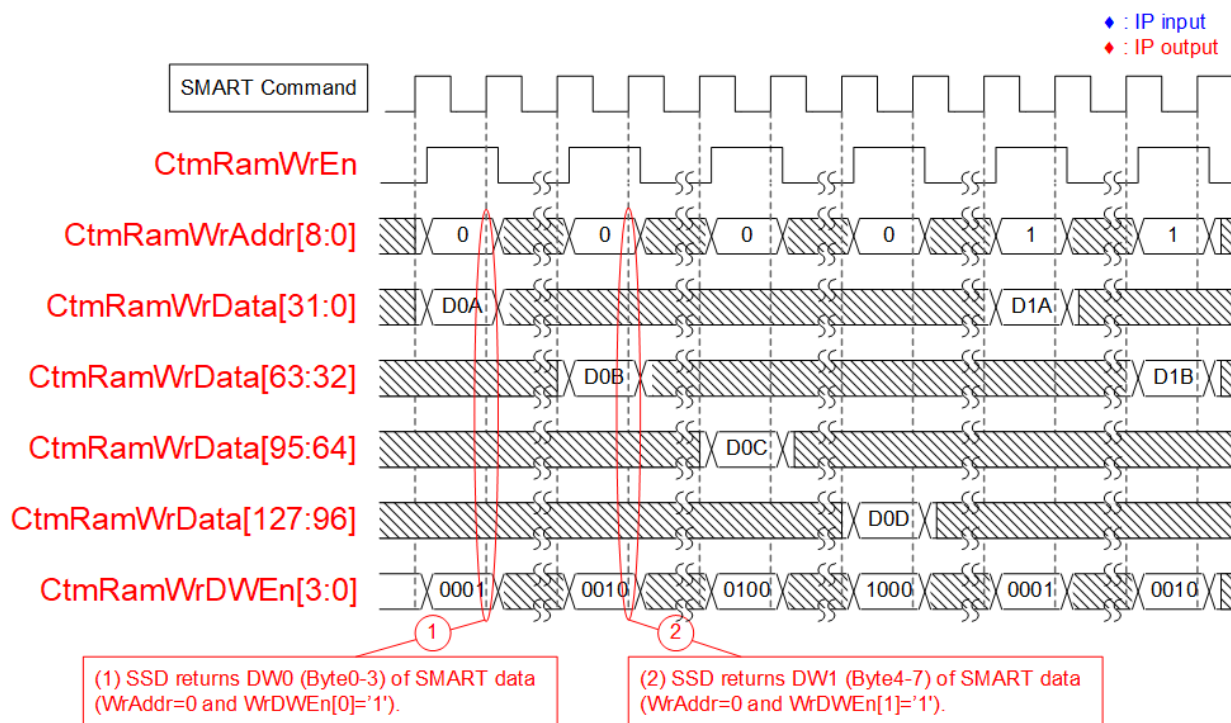 ♦ : IP input
♦ : IP output
SMART Command
CtmRamWrEn
CtmRamWrAddr[8:0] 0 0 0 0 1 1
CtmRamWrData[31:0] D0A D1A
CtmRamWrData[63:32] D0B D1B
CtmRamWrData[95:64] D0C
CtmRamWrData[127:96] D0D
CtmRamWrDWEn[3:0] 0001 0010 0100 1000 0001 0010
1 2
(1) SSD returns DW0 (Byte0-3) of SMART data
(WrAddr=0 and WrDWEn[0]='1').
(2) SSD returns DW1 (Byte4-7) of SMART data
(WrAddr=0 and WrDWEn[1]='1').